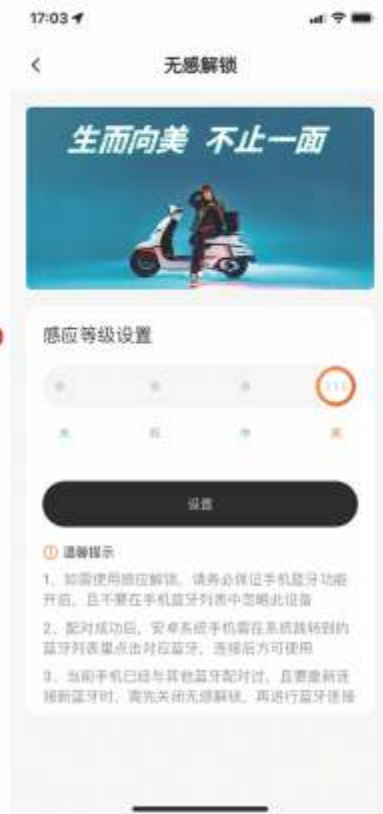 17:03
无感解锁
生而向美 不止一面
感应等级设置
低 中 高
设置
温馨提示
1、如需使用感应解锁,请务必保证手机蓝牙功能
开启,且不要在手机蓝牙列表中忽略此设备
2、配对成功后,安卓系统手机需在系统跳转到的
蓝牙列表里点击对应蓝牙,连接后方可使用
3、当前手机已经与其他蓝牙配对过,且要重新连
接新蓝牙时,需先关闭无感解锁,再进行蓝牙连接